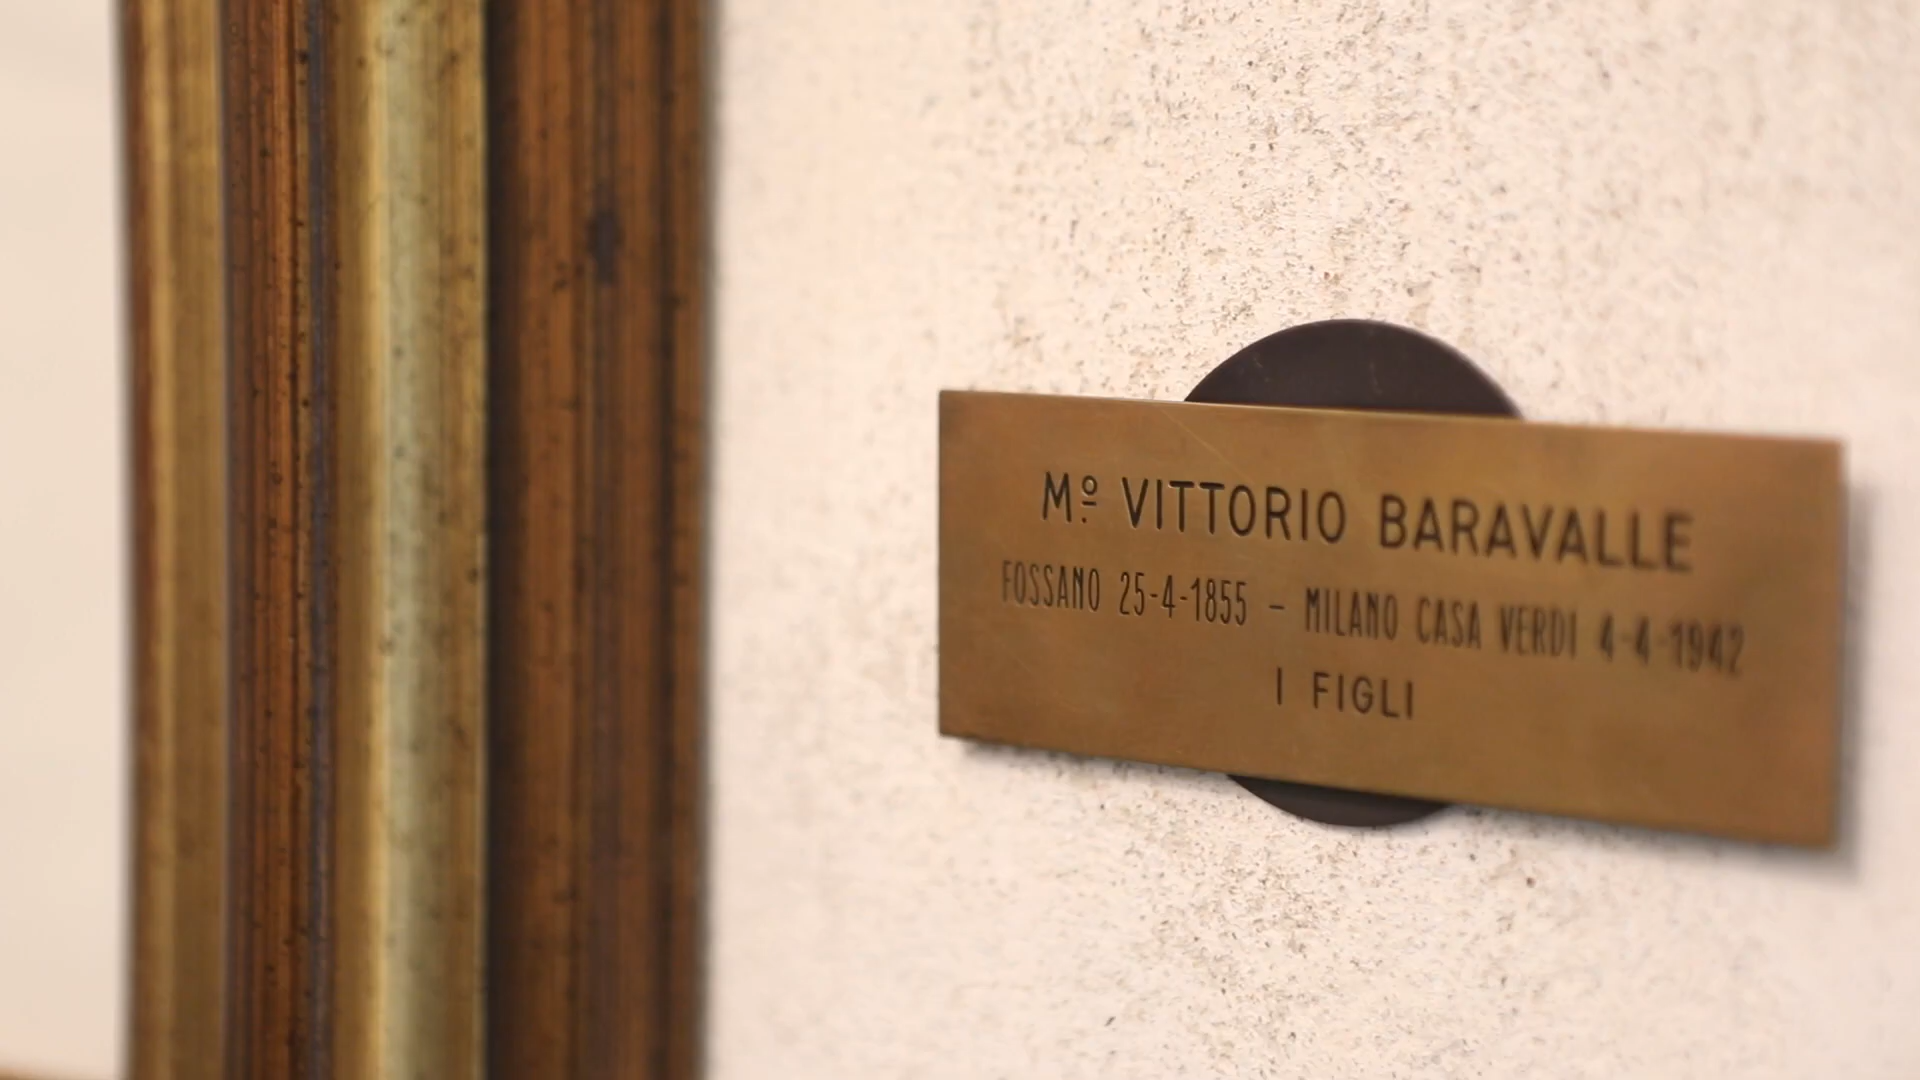 Mº VITTORIO BARAVALLE
FOSSANO 25-4-1855 – MILANO CASA VERDI 4-4-1942
I FIGLI